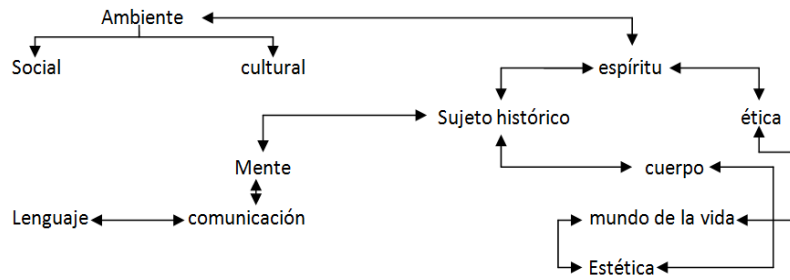 Ambiente
Social cultural espíritu
Sujeto histórico ética
Mente cuerpo
Lenguaje comunicación mundo de la vida
Estética